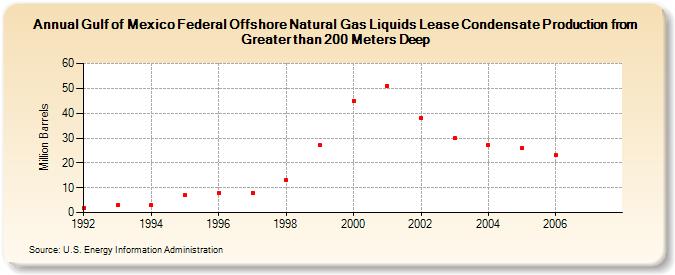 Annual Gulf of Mexico Federal Offshore Natural Gas Liquids Lease Condensate Production from
Greater than 200 Meters Deep
Million Barrels
60
50
40
30
20
10
0
1992 1994 1996 1998 2000 2002 2004 2006
Source: U.S. Energy Information Administration